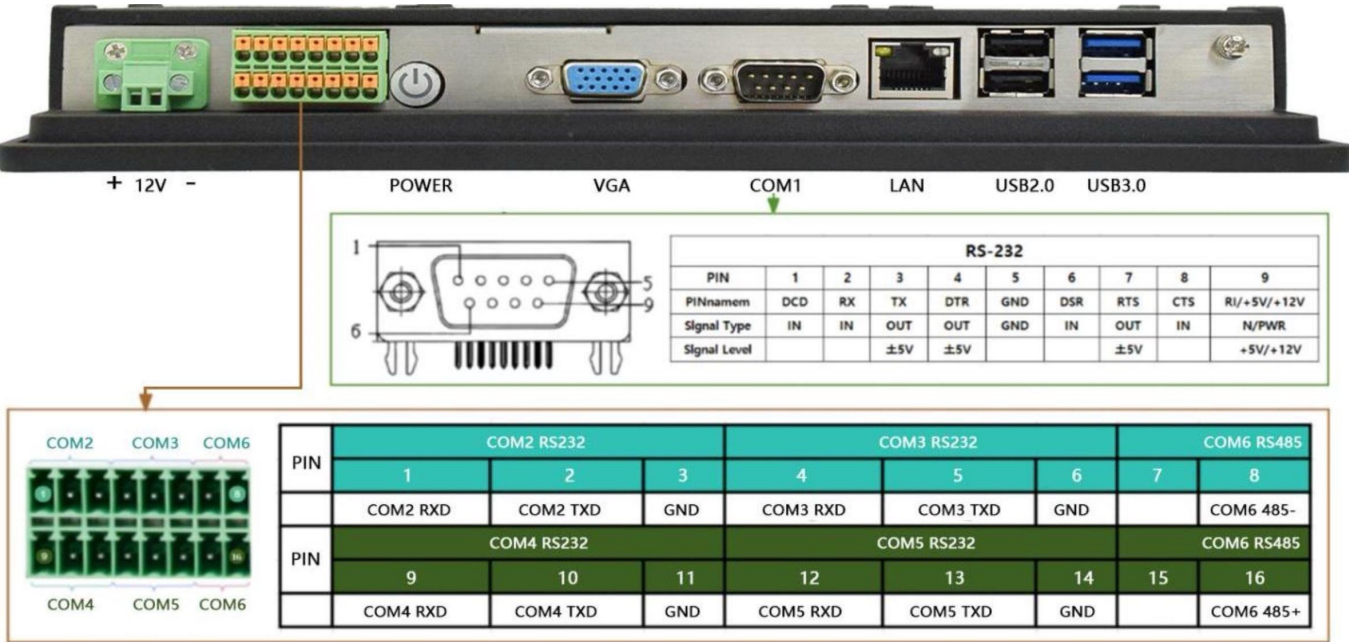 + 12V -
POWER
VGA
COM1
LAN
USB2.0
USB3.0
1
5
9
6
RS-232
PIN 1 2 3 4 5 6 7 8 9
PINnamem DCD RX TX DTR GND DSR RTS CTS RI/+5V/+12V
Signal Type IN IN OUT OUT GND IN OUT IN N/PWR
Signal Level ±5V ±5V ±5V +5V/+12V
COM2 COM3 COM6
1 8
9 16
COM4 COM5 COM6
PIN COM2 RS232 COM3 RS232 COM6 RS485
1 2 3 4 5 6 7 8
COM2 RXD COM2 TXD GND COM3 RXD COM3 TXD GND COM6 485-
PIN COM4 RS232 COM5 RS232 COM6 RS485
9 10 11 12 13 14 15 16
COM4 RXD COM4 TXD GND COM5 RXD COM5 TXD GND COM6 485+